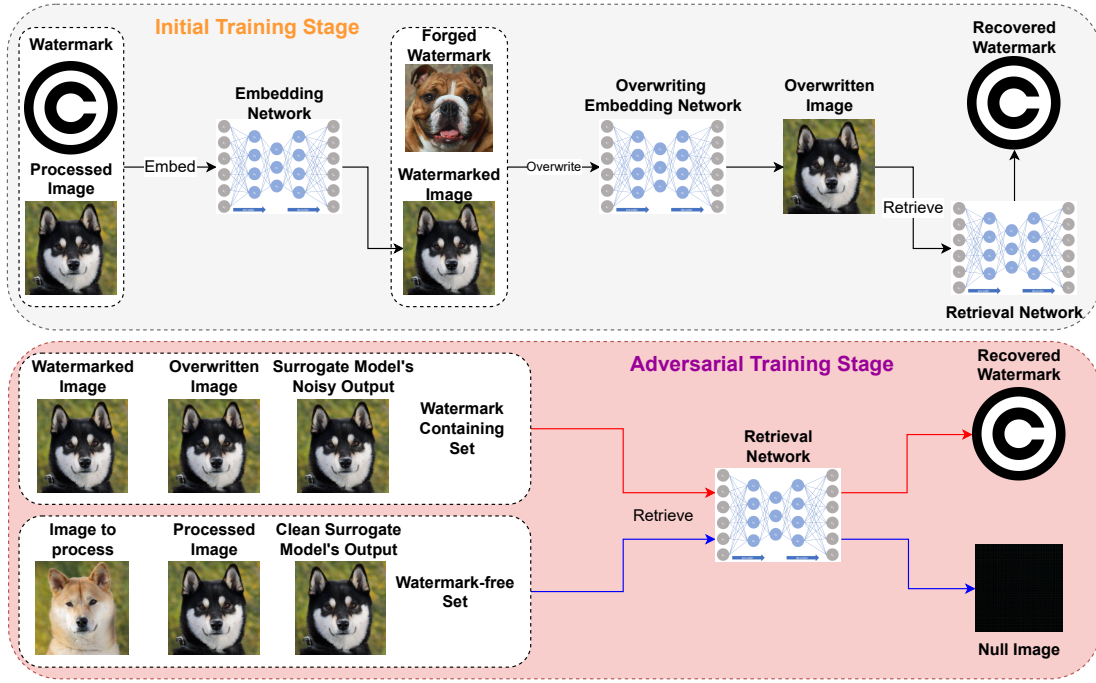 Initial Training Stage
Watermark
Processed
Image
Embed
Embedding
Network
Forged
Watermark
Watermarked
Image
Overwrite
Overwriting
Embedding Network
Overwritten
Image
Retrieve
Recovered
Watermark
Retrieval Network
Adversarial Training Stage
Watermarked
Image
Overwritten
Image
Surrogate Model's
Noisy Output
Watermark
Containing
Set
Image to
process
Processed
Image
Clean Surrogate
Model's Output
Watermark-free
Set
Retrieve
Retrieval
Network
Recovered
Watermark
Null Image